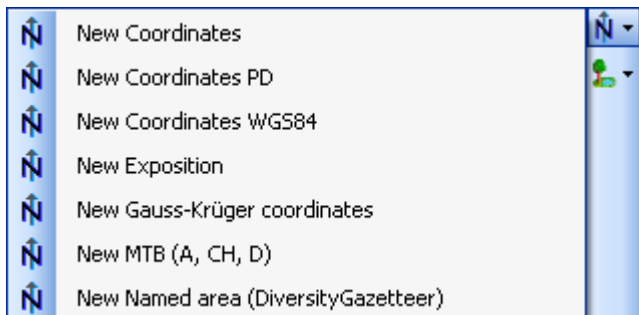 New Coordinates
New Coordinates PD
New Coordinates WGS84
New Exposition
New Gauss-Krüger coordinates
New MTB (A, CH, D)
New Named area (DiversityGazetteer)